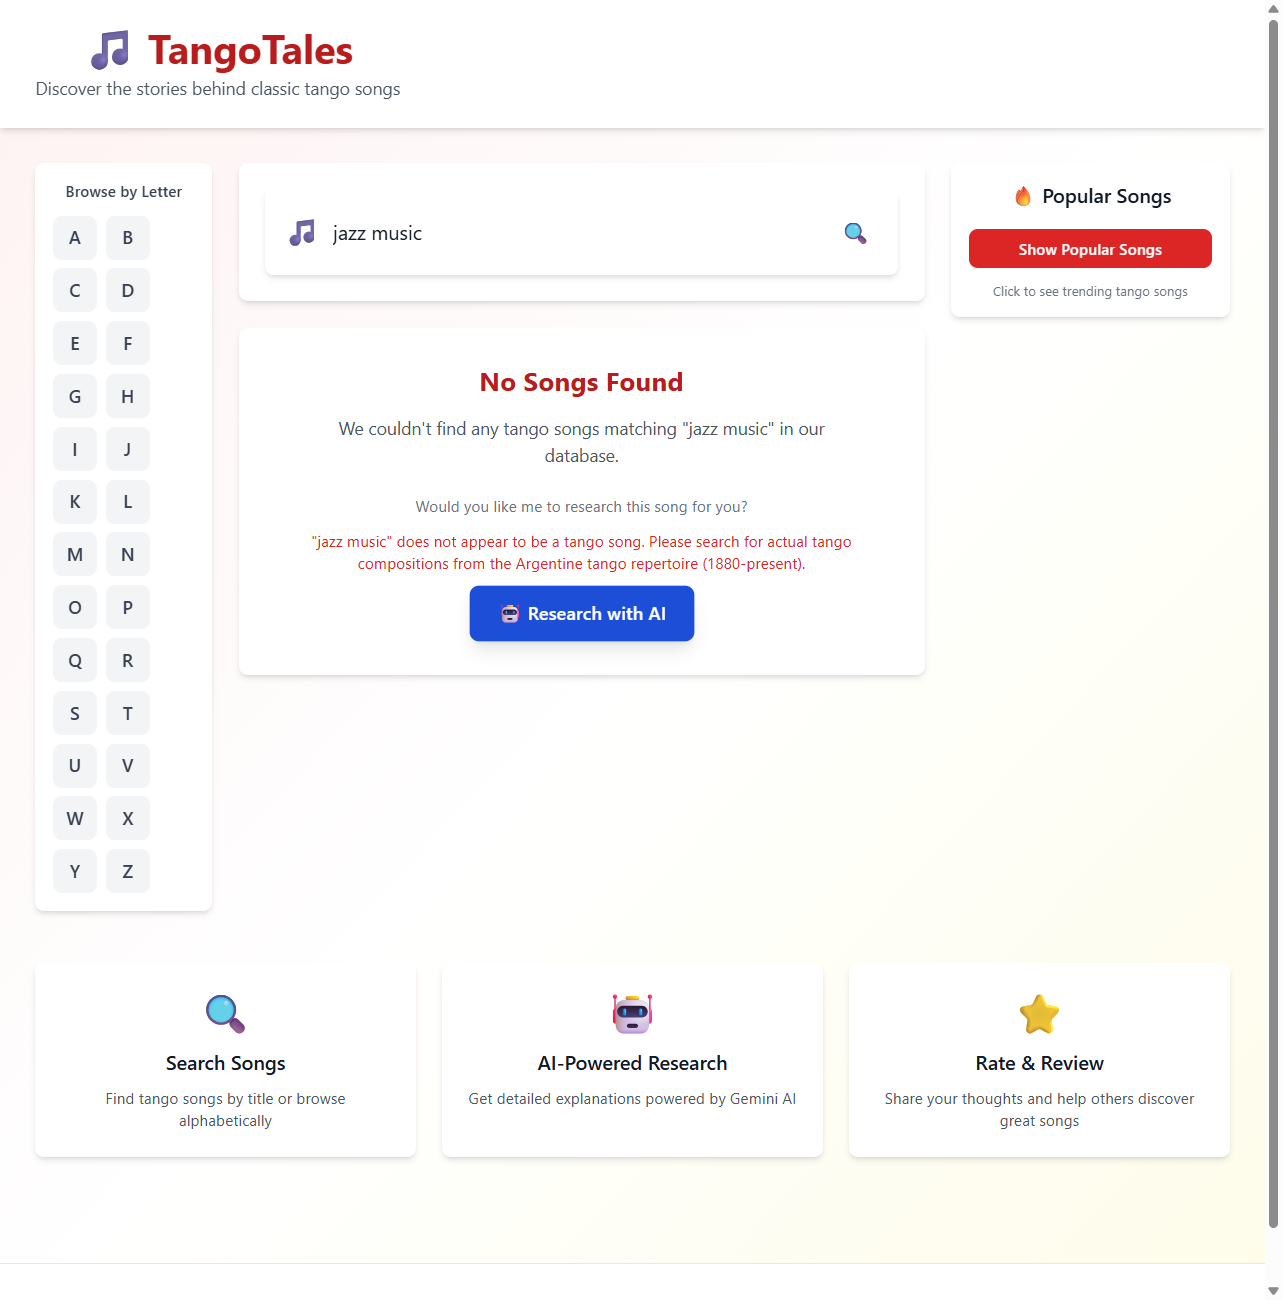 TangoTales
Discover the stories behind classic tango songs
Browse by Letter
A B
C D
E F
G H
I J
K L
M N
O P
Q R
S T
U V
W X
Y Z
jazz music
No Songs Found
We couldn't find any tango songs matching "jazz music" in our
database.
Would you like me to research this song for you?
"jazz music" does not appear to be a tango song. Please search for actual tango
compositions from the Argentine tango repertoire (1880-present).
Research with AI
Popular Songs
Show Popular Songs
Click to see trending tango songs
Search Songs
Find tango songs by title or browse
alphabetically
AI-Powered Research
Get detailed explanations powered by Gemini AI
Rate & Review
Share your thoughts and help others discover
great songs